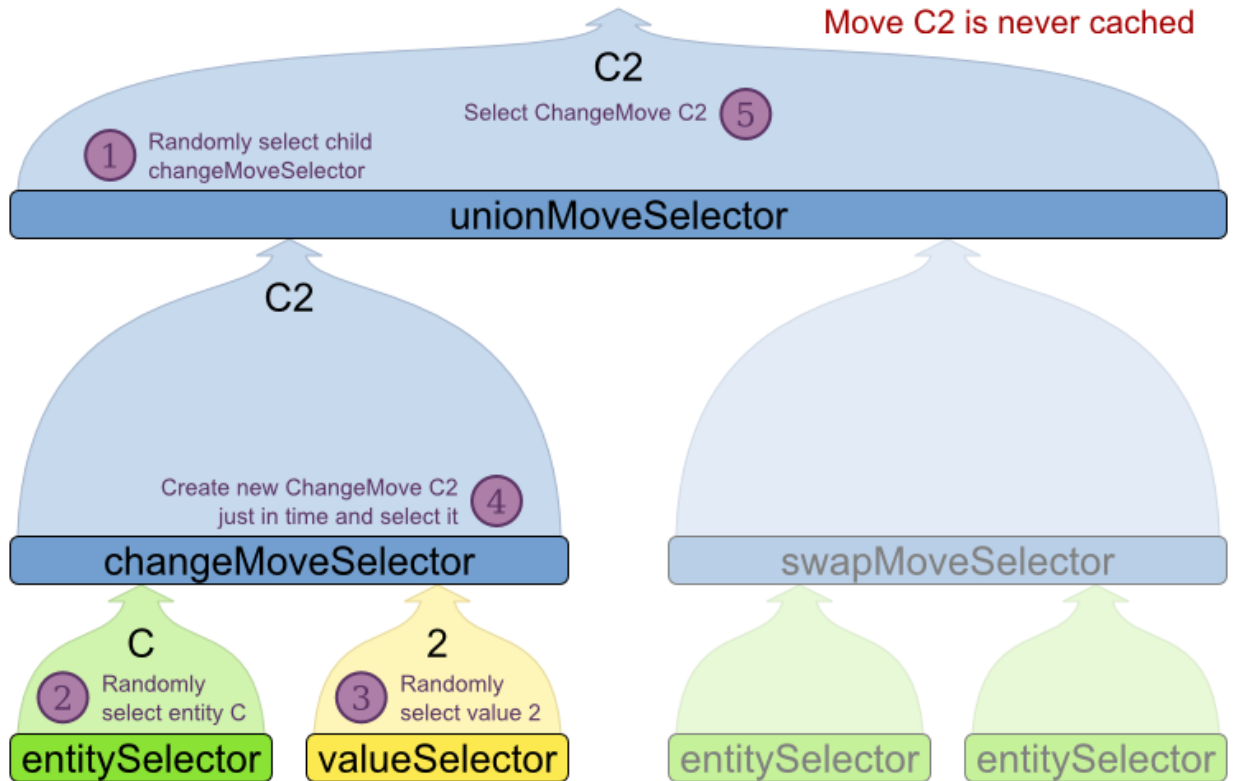 Move C2 is never cached
C2
Select ChangeMove C2
5
1
Randomly select child
changeMoveSelector
unionMoveSelector
C2
Create new ChangeMove C2
just in time and select it
4
changeMoveSelector
swapMoveSelector
C
2
Randomly
select entity C
2
3
Randomly
select value 2
entitySelector
valueSelector
entitySelector
entitySelector